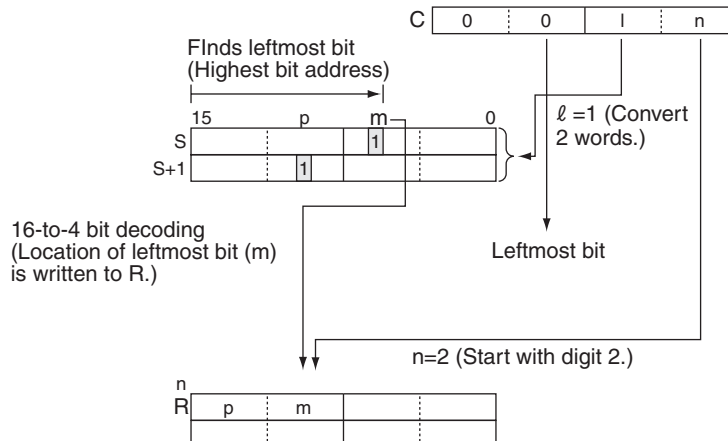 C 0 0 l n
FInds leftmost bit
(Highest bit address)
15 p m 0
S 1
S+1 1
ℓ =1 (Convert
2 words.)
16-to-4 bit decoding
(Location of leftmost bit (m)
is written to R.)
Leftmost bit
n=2 (Start with digit 2.)
n
R p m